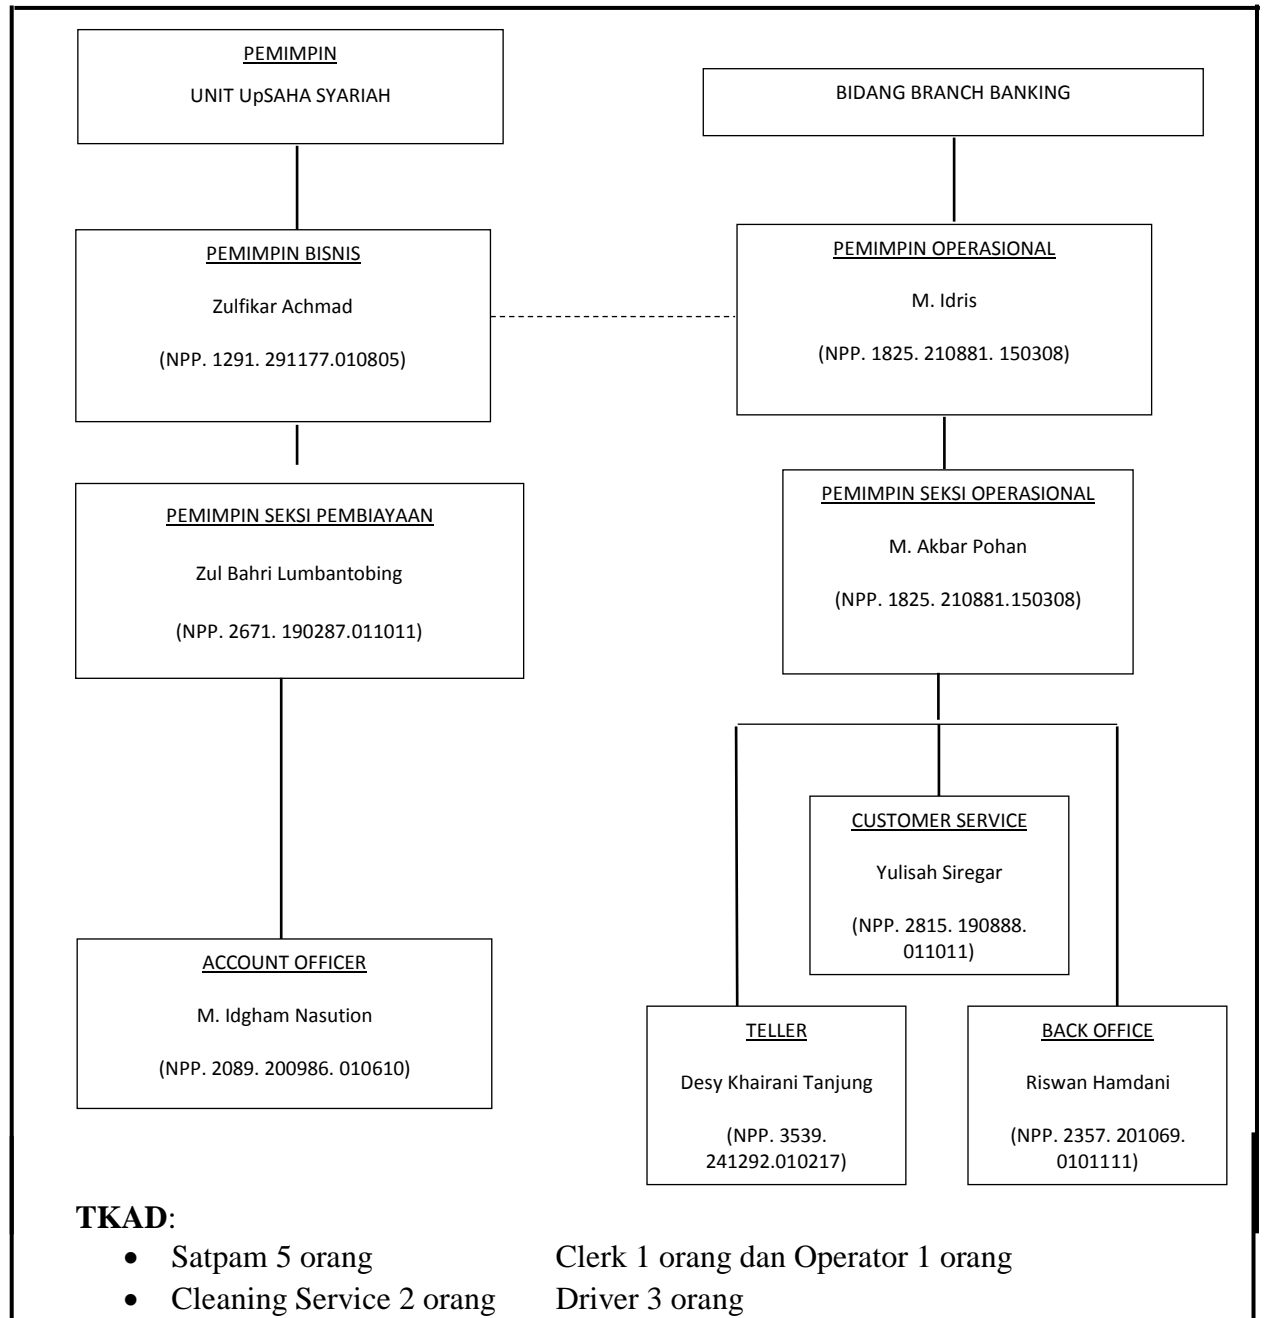 PEMIMPIN
UNIT UpSAHA SYARIAH
BIDANG BRANCH BANKING
PEMIMPIN BISNIS
Zulfikar Achmad
(NPP. 1291. 291177.010805)
PEMIMPIN OPERASIONAL
M. Idris
(NPP. 1825. 210881. 150308)
PEMIMPIN SEKSI PEMBIAYAAN
Zul Bahri Lumbantobing
(NPP. 2671. 190287.011011)
PEMIMPIN SEKSI OPERASIONAL
M. Akbar Pohan
(NPP. 1825. 210881.150308)
CUSTOMER SERVICE
Yulisah Siregar
(NPP. 2815. 190888.
011011)
ACCOUNT OFFICER
M. Idgham Nasution
(NPP. 2089. 200986. 010610)
TELLER
Desy Khairani Tanjung
(NPP. 3539.
241292.010217)
BACK OFFICE
Riswan Hamdani
(NPP. 2357. 201069.
0101111)
TKAD:
• Satpam 5 orang Clerk 1 orang dan Operator 1 orang
• Cleaning Service 2 orang Driver 3 orang